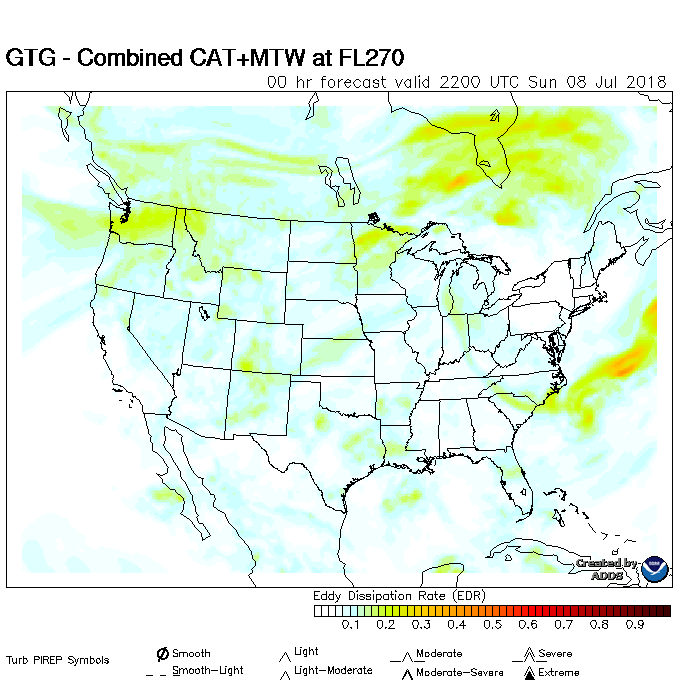 GTG - Combined CAT+MTW at FL270
00 hr forecast valid 2200 UTC Sun 08 Jul 2018
Created by
ADDS
Eddy Dissipation Rate (EDR)
0.1 0.2 0.3 0.4 0.5 0.6 0.7 0.8 0.9
Turb PIREP Symbols
Smooth Light Moderate Severe
Smooth-Light Light-Moderate Moderate-Severe Extreme